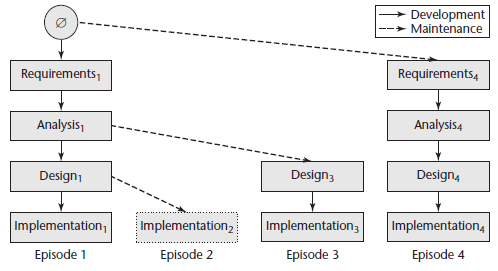 ∅
Development
Maintenance
Requirements₁
Requirements₄
Analysis₁
Analysis₄
Design₁
Design₃
Design₄
Implementation₁
Implementation₂
Implementation₃
Implementation₄
Episode 1
Episode 2
Episode 3
Episode 4